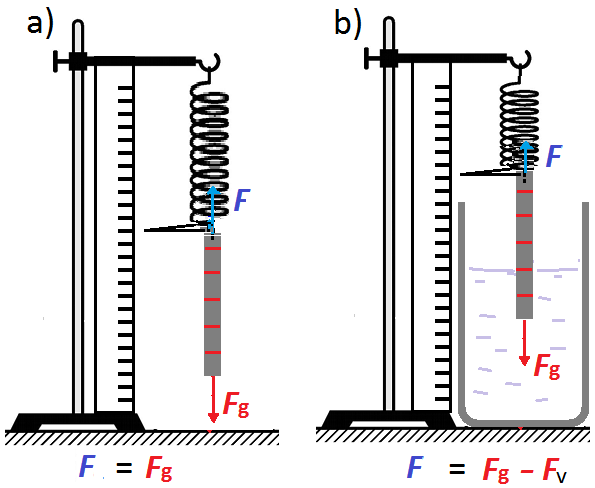 a) b)
F F
Fg Fg
F = Fg F = Fg – Fv